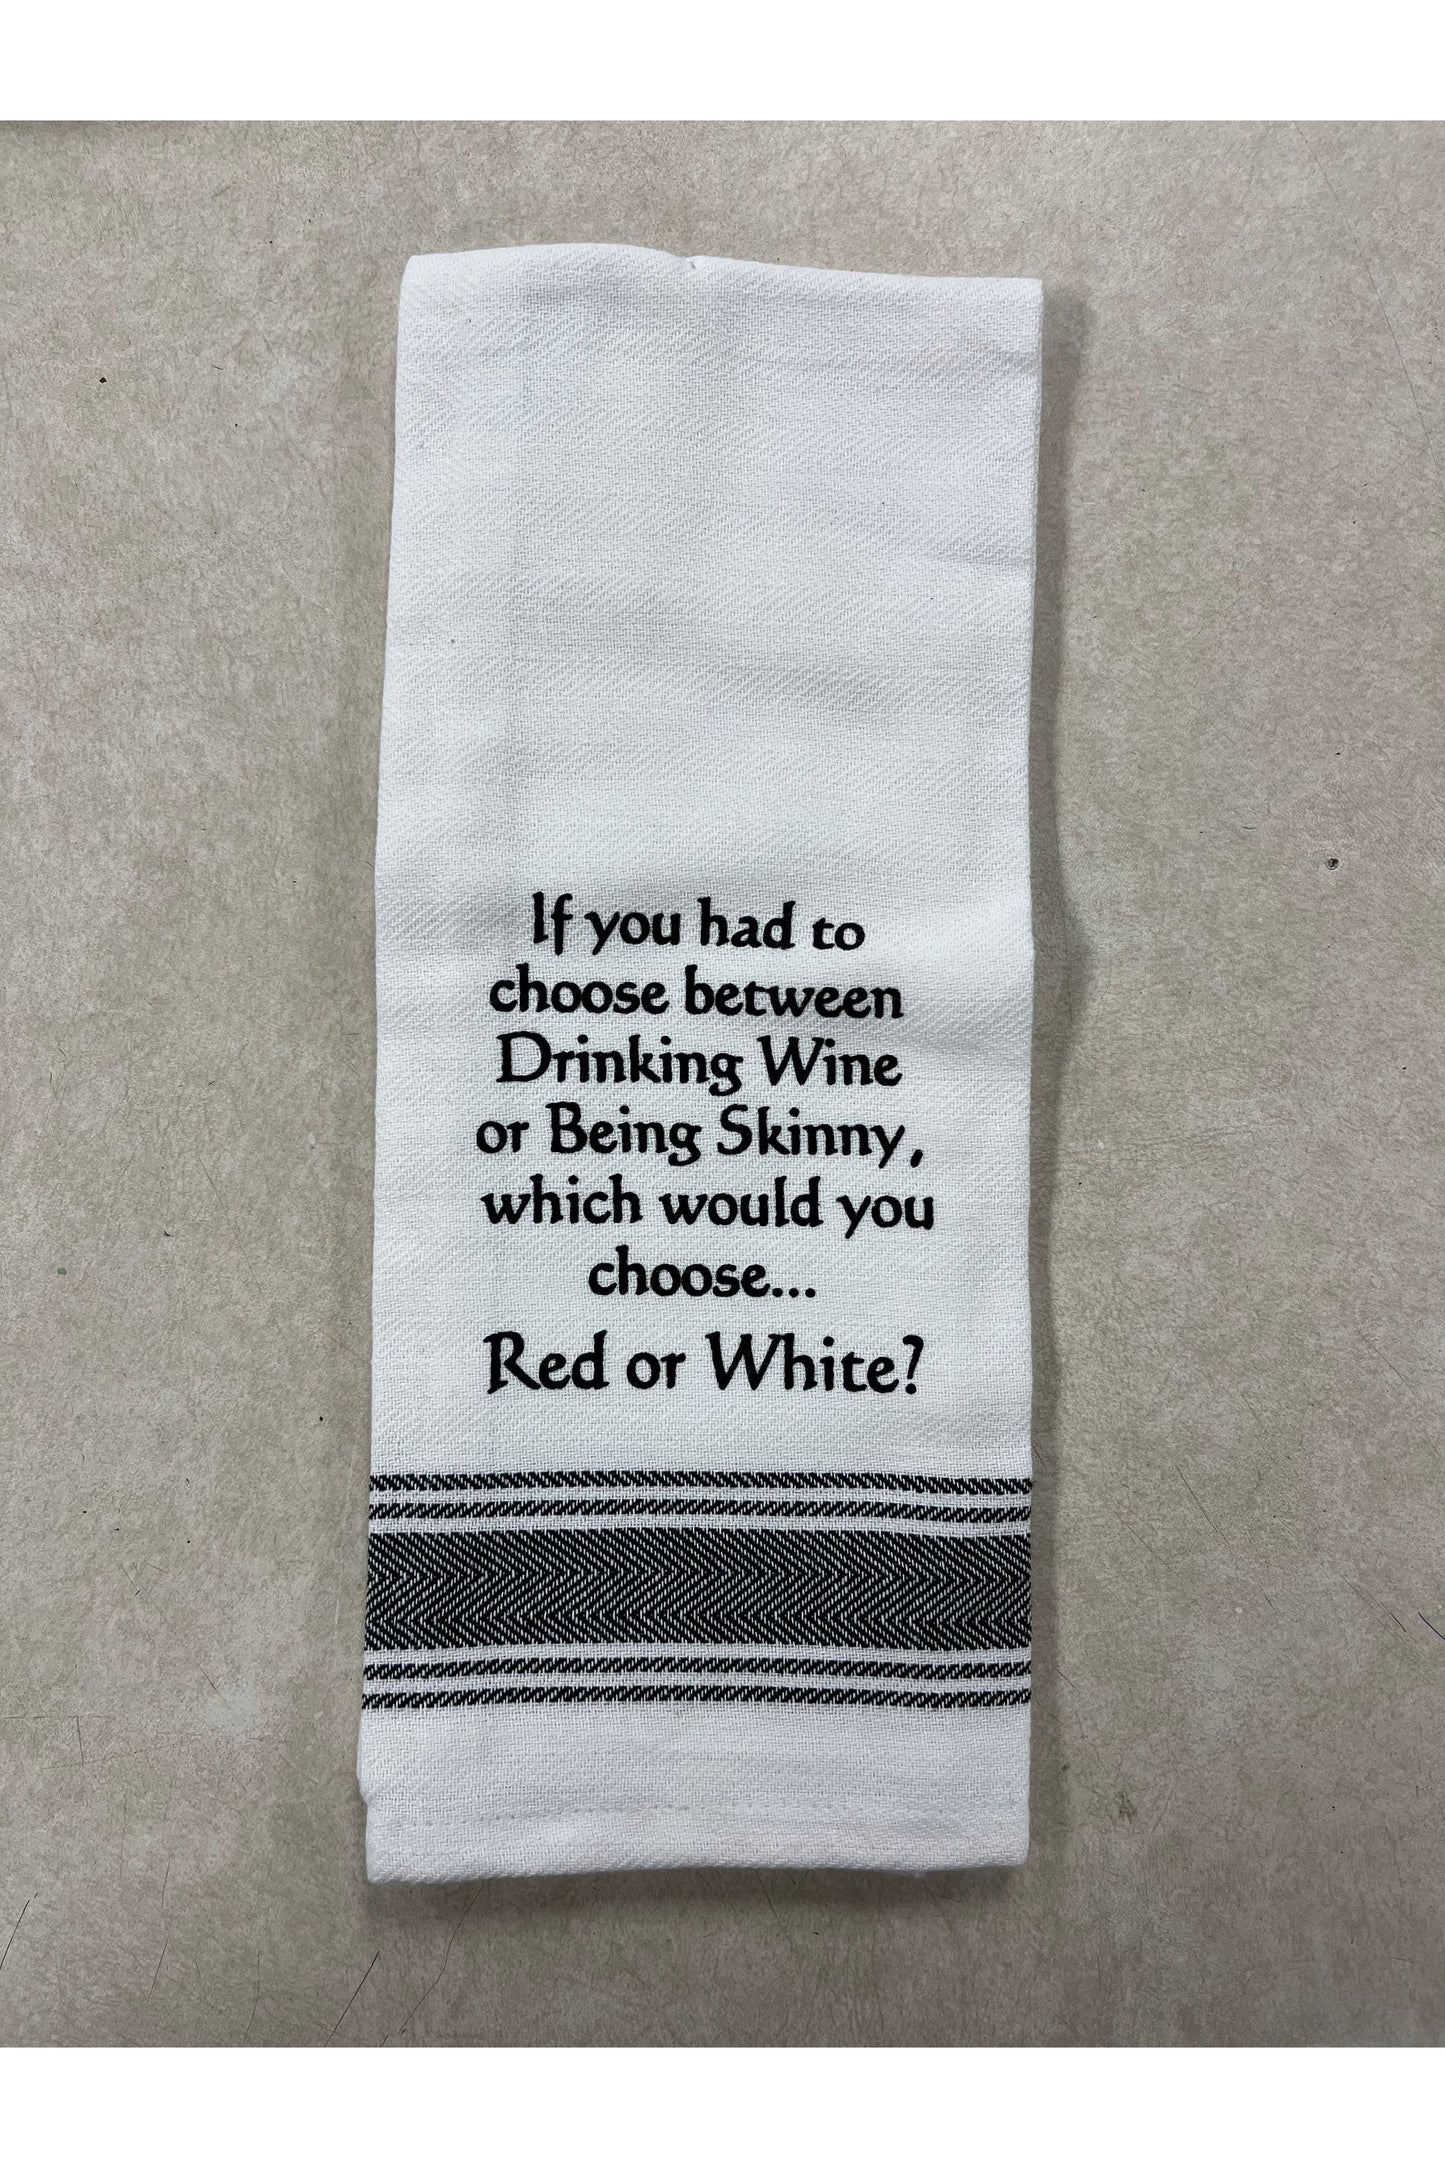 If you had to
choose between
Drinking Wine
or Being Skinny,
which would you
choose...
Red or White?